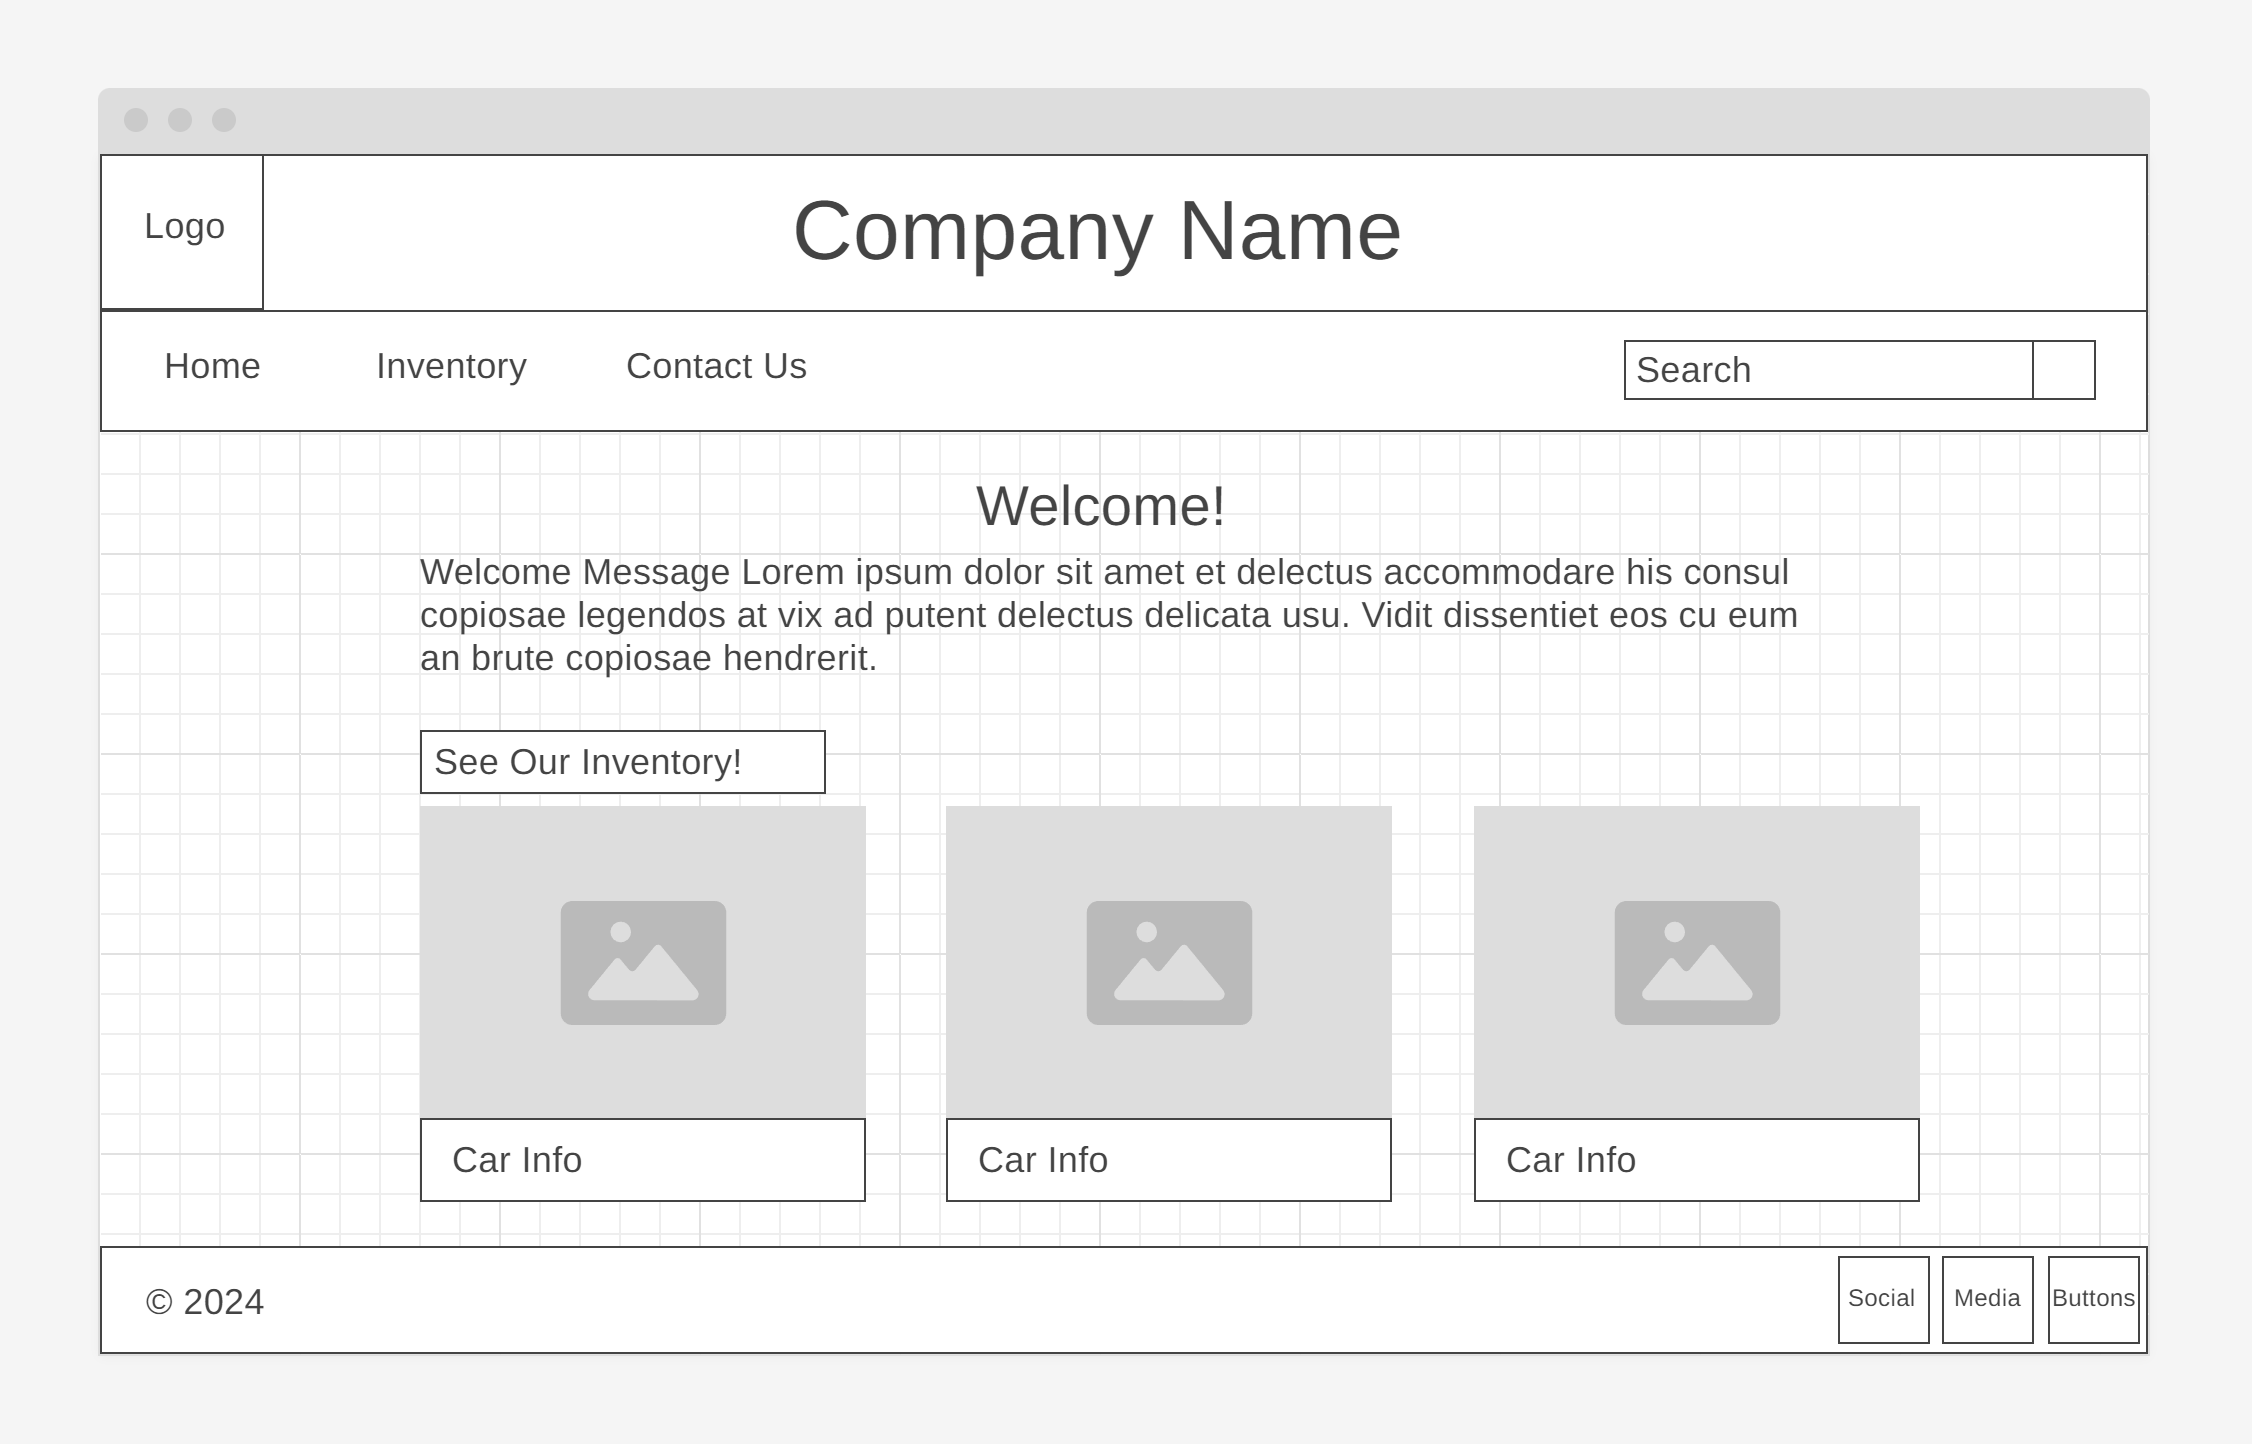 Logo
Company Name
Home Inventory Contact Us Search
Welcome!
Welcome Message Lorem ipsum dolor sit amet et delectus accommodare his consul
copiosae legendos at vix ad putent delectus delicata usu. Vidit dissentiet eos cu eum
an brute copiosae hendrerit.
See Our Inventory!
Car Info Car Info Car Info
© 2024 Social Media Buttons